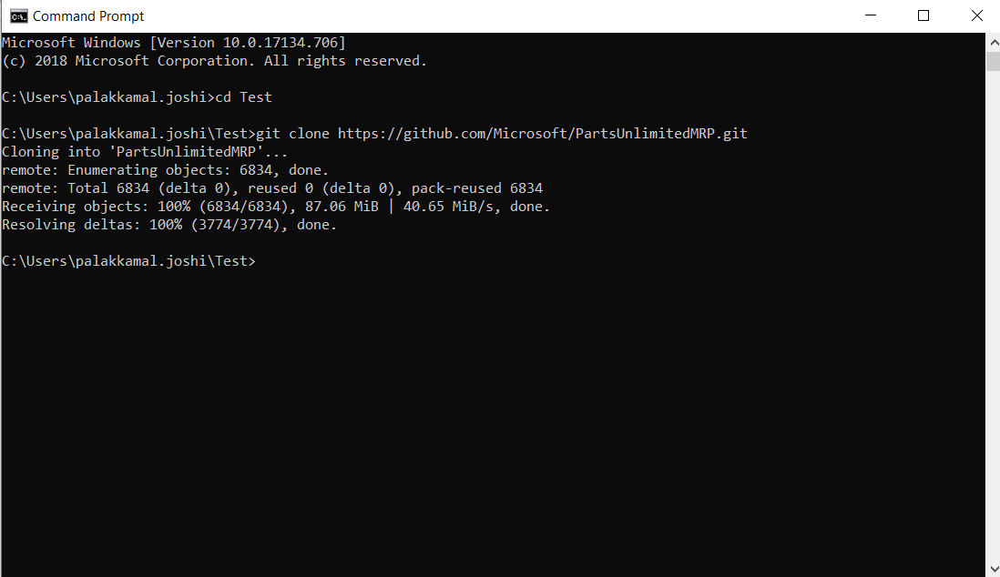 Command Prompt
Microsoft Windows [Version 10.0.17134.706]
(c) 2018 Microsoft Corporation. All rights reserved.
C:\Users\palakkamal.joshi>cd Test
C:\Users\palakkamal.joshi\Test>git clone https://github.com/Microsoft/PartsUnlimitedMRP.git
Cloning into 'PartsUnlimitedMRP'...
remote: Enumerating objects: 6834, done.
remote: Total 6834 (delta 0), reused 0 (delta 0), pack-reused 6834
Receiving objects: 100% (6834/6834), 87.06 MiB | 40.65 MiB/s, done.
Resolving deltas: 100% (3774/3774), done.
C:\Users\palakkamal.joshi\Test>